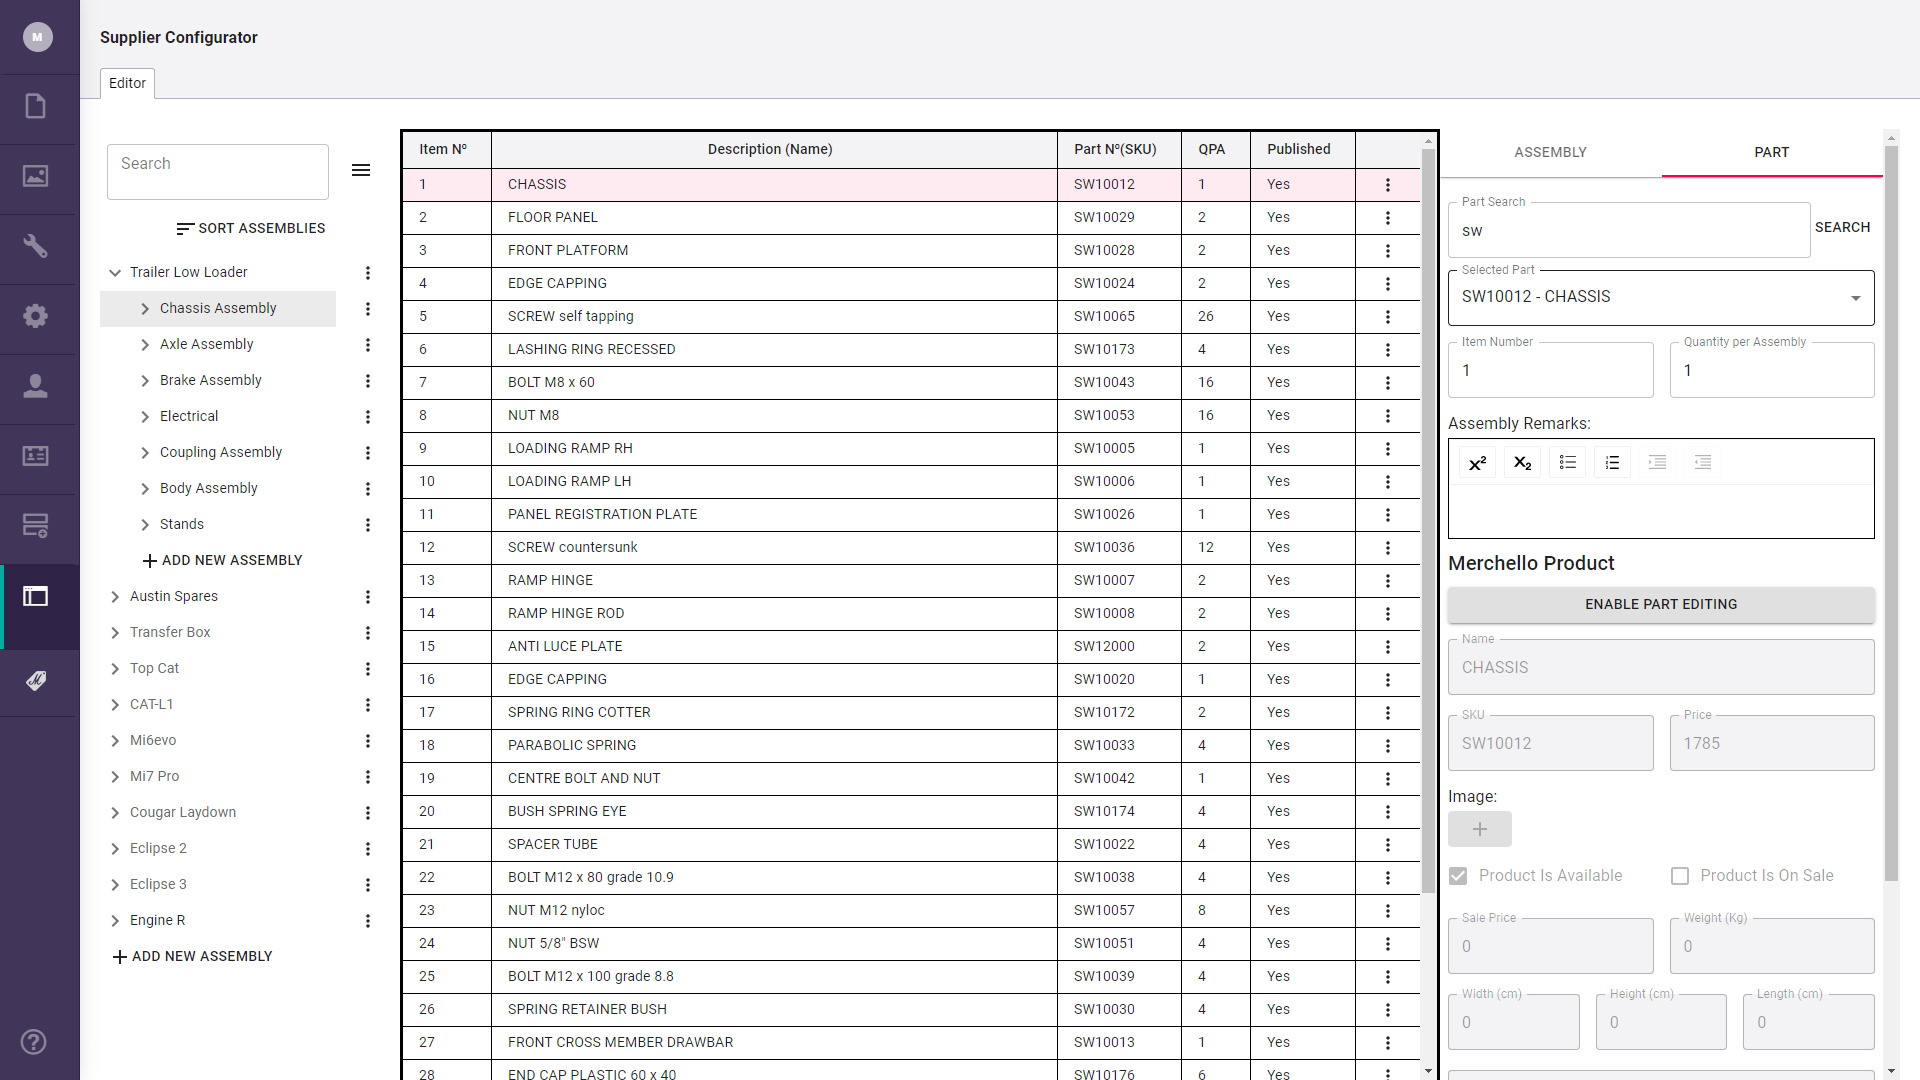 M
Supplier Configurator
Editor
Search
SORT ASSEMBLIES
Trailer Low Loader
Chassis Assembly
Axle Assembly
Brake Assembly
Electrical
Coupling Assembly
Body Assembly
Stands
ADD NEW ASSEMBLY
Austin Spares
Transfer Box
Top Cat
CAT-L1
Mi6evo
Mi7 Pro
Cougar Laydown
Eclipse 2
Eclipse 3
Engine R
ADD NEW ASSEMBLY
Item Nº Description (Name) Part Nº(SKU) QPA Published
1 CHASSIS SW10012 1 Yes
2 FLOOR PANEL SW10029 2 Yes
3 FRONT PLATFORM SW10028 2 Yes
4 EDGE CAPPING SW10024 2 Yes
5 SCREW self tapping SW10065 26 Yes
6 LASHING RING RECESSED SW10173 4 Yes
7 BOLT M8 x 60 SW10043 16 Yes
8 NUT M8 SW10053 16 Yes
9 LOADING RAMP RH SW10005 1 Yes
10 LOADING RAMP LH SW10006 1 Yes
11 PANEL REGISTRATION PLATE SW10026 1 Yes
12 SCREW countersunk SW10036 12 Yes
13 RAMP HINGE SW10007 2 Yes
14 RAMP HINGE ROD SW10008 2 Yes
15 ANTI LUCE PLATE SW12000 2 Yes
16 EDGE CAPPING SW10020 1 Yes
17 SPRING RING COTTER SW10172 2 Yes
18 PARABOLIC SPRING SW10033 4 Yes
19 CENTRE BOLT AND NUT SW10042 1 Yes
20 BUSH SPRING EYE SW10174 4 Yes
21 SPACER TUBE SW10022 4 Yes
22 BOLT M12 x 80 grade 10.9 SW10038 4 Yes
23 NUT M12 nyloc SW10057 8 Yes
24 NUT 5/8" BSW SW10051 4 Yes
25 BOLT M12 x 100 grade 8.8 SW10039 4 Yes
26 SPRING RETAINER BUSH SW10030 4 Yes
27 FRONT CROSS MEMBER DRAWBAR SW10013 1 Yes
28 END CAP PLASTIC 60 x 40 SW10176 6 Yes
ASSEMBLY PART
Part Search
sw SEARCH
Selected Part
SW10012 - CHASSIS
Item Number Quantity per Assembly
1 1
Assembly Remarks:
X² X₂
Merchello Product
ENABLE PART EDITING
Name
CHASSIS
SKU Price
SW10012 1785
Image:
Product Is Available Product Is On Sale
Sale Price Weight (Kg)
0 0
Width (cm) Height (cm) Length (cm)
0 0 0